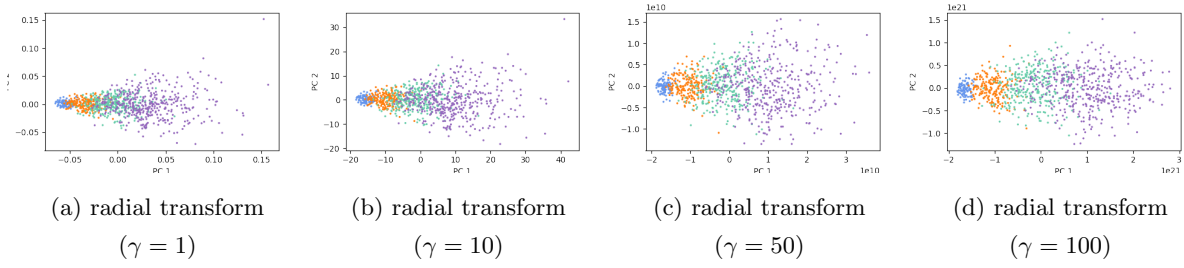 1e10
1e21
0.15
0.10
0.05
0.00
−0.05
PC 2
−0.05 0.00 0.05 0.10 0.15
PC 1
30
20
10
0
−10
−20
PC 2
−20 −10 0 10 20 30 40
PC 1
1.5
1.0
0.5
0.0
−0.5
−1.0
PC 2
−2 −1 0 1 2 3
PC 1
1e10
1.5
1.0
0.5
0.0
−0.5
−1.0
PC 2
−2 −1 0 1 2 3
PC 1
1e21
(a) radial transform
(γ = 1)
(b) radial transform
(γ = 10)
(c) radial transform
(γ = 50)
(d) radial transform
(γ = 100)